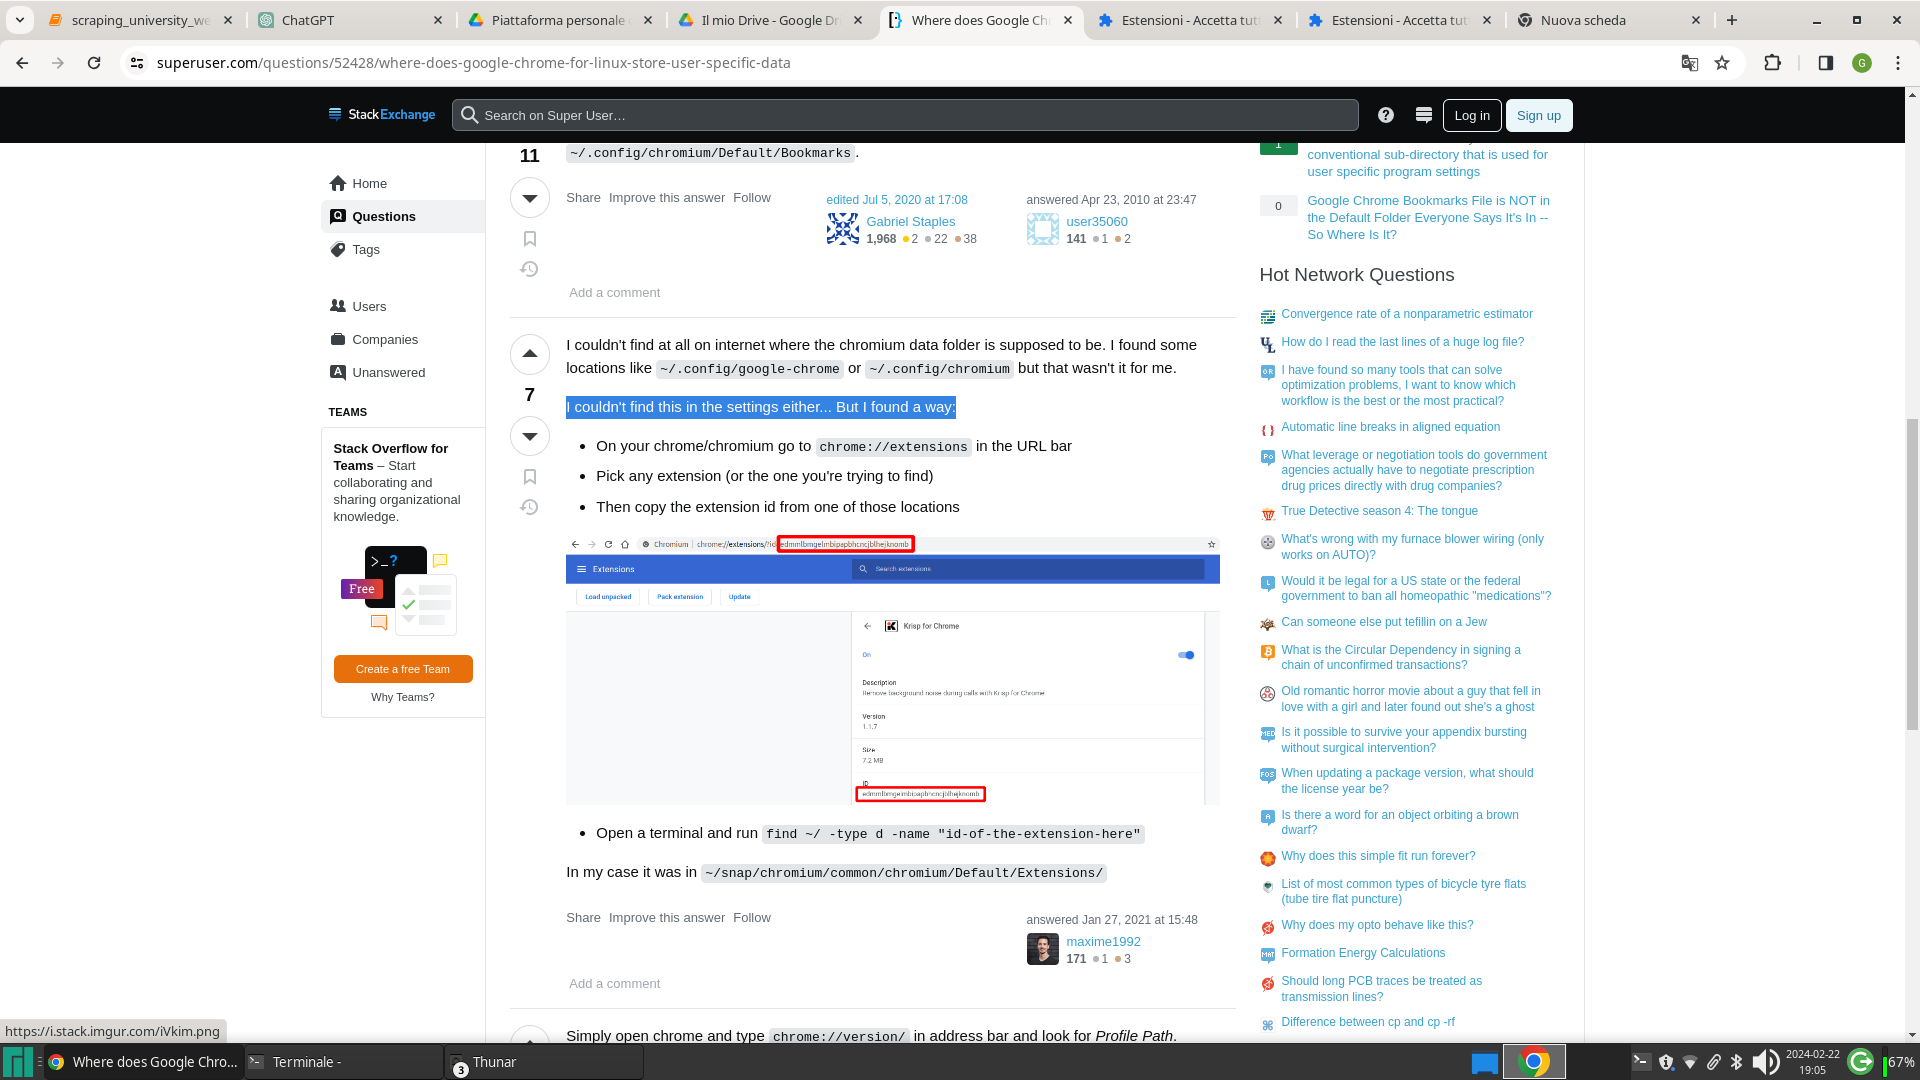 scraping_university_we
ChatGPT
Piattaforma personale
Il mio Drive - Google Dr
Where does Google Ch
Estensioni - Accetta tut
Estensioni - Accetta tut
Nuova scheda
superuser.com/questions/52428/where-does-google-chrome-for-linux-store-user-specific-data
G
StackExchange
Search on Super User…
Log in
Sign up
Home
Questions
Tags
Users
Companies
Unanswered
TEAMS
Stack Overflow for
Teams – Start
collaborating and
sharing organizational
knowledge.
>_?
Free
Create a free Team
Why Teams?
11
~/.config/chromium/Default/Bookmarks.
Share Improve this answer Follow
edited Jul 5, 2020 at 17:08
Gabriel Staples
1,968 2 22 38
answered Apr 23, 2010 at 23:47
user35060
141 1 2
Add a comment
7
I couldn't find at all on internet where the chromium data folder is supposed to be. I found some
locations like ~/.config/google-chrome or ~/.config/chromium but that wasn't it for me.
I couldn't find this in the settings either... But I found a way:
• On your chrome/chromium go to chrome://extensions in the URL bar
• Pick any extension (or the one you're trying to find)
• Then copy the extension id from one of those locations
Chromium | chrome://extensions/?id=edmmlbmgelmbipapbhcncjblhejknomb
Extensions
Search extensions
Load unpacked
Pack extension
Update
Krisp for Chrome
On
Description
Remove background noise during calls with Krisp for Chrome
Version
1.1.7
Size
7.2 MB
ID
edmmlbmgelmbipapbhcncjblhejknomb
• Open a terminal and run find ~/ -type d -name "id-of-the-extension-here"
In my case it was in ~/snap/chromium/common/chromium/Default/Extensions/
Share Improve this answer Follow
answered Jan 27, 2021 at 15:48
maxime1992
171 1 3
Add a comment
Simply open chrome and type chrome://version/ in address bar and look for Profile Path.
1
conventional sub-directory that is used for
user specific program settings
0
Google Chrome Bookmarks File is NOT in
the Default Folder Everyone Says It's In --
So Where Is It?
Hot Network Questions
Convergence rate of a nonparametric estimator
How do I read the last lines of a huge log file?
I have found so many tools that can solve
optimization problems, I want to know which
workflow is the best or the most practical?
Automatic line breaks in aligned equation
What leverage or negotiation tools do government
agencies actually have to negotiate prescription
drug prices directly with drug companies?
True Detective season 4: The tongue
What's wrong with my furnace blower wiring (only
works on AUTO)?
Would it be legal for a US state or the federal
government to ban all homeopathic "medications"?
Can someone else put tefillin on a Jew
What is the Circular Dependency in signing a
chain of unconfirmed transactions?
Old romantic horror movie about a guy that fell in
love with a girl and later found out she's a ghost
Is it possible to survive your appendix bursting
without surgical intervention?
When updating a package version, what should
the license year be?
Is there a word for an object orbiting a brown
dwarf?
Why does this simple fit run forever?
List of most common types of bicycle tyre flats
(tube tire flat puncture)
Why does my opto behave like this?
Formation Energy Calculations
Should long PCB traces be treated as
transmission lines?
Difference between cp and cp -rf
https://i.stack.imgur.com/iVkim.png
Where does Google Chro...
Terminale -
3
Thunar
2024-02-22
19:05
67%